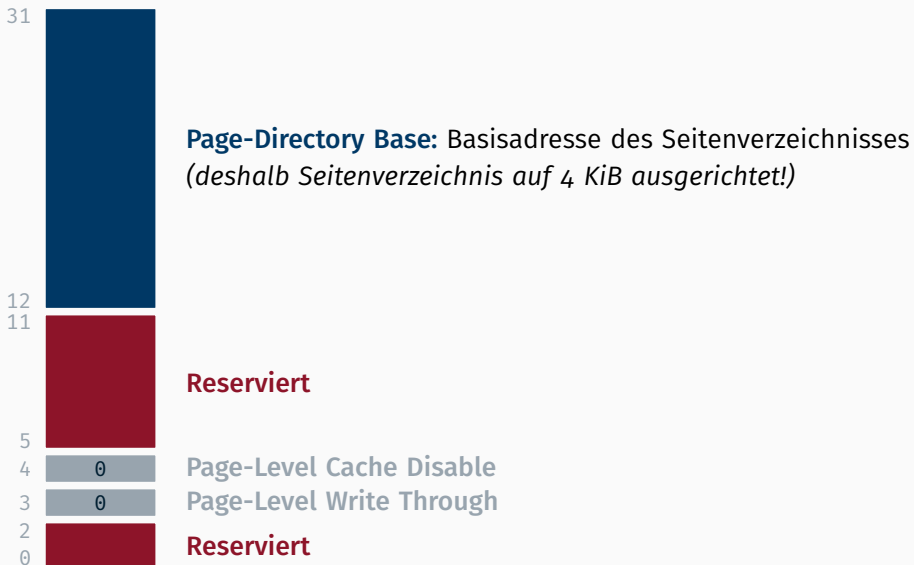 31
Page-Directory Base: Basisadresse des Seitenverzeichnisses
(deshalb Seitenverzeichnis auf 4 KiB ausgerichtet!)
12
11
Reserviert
5
4 0 Page-Level Cache Disable
3 0 Page-Level Write Through
2
Reserviert
0